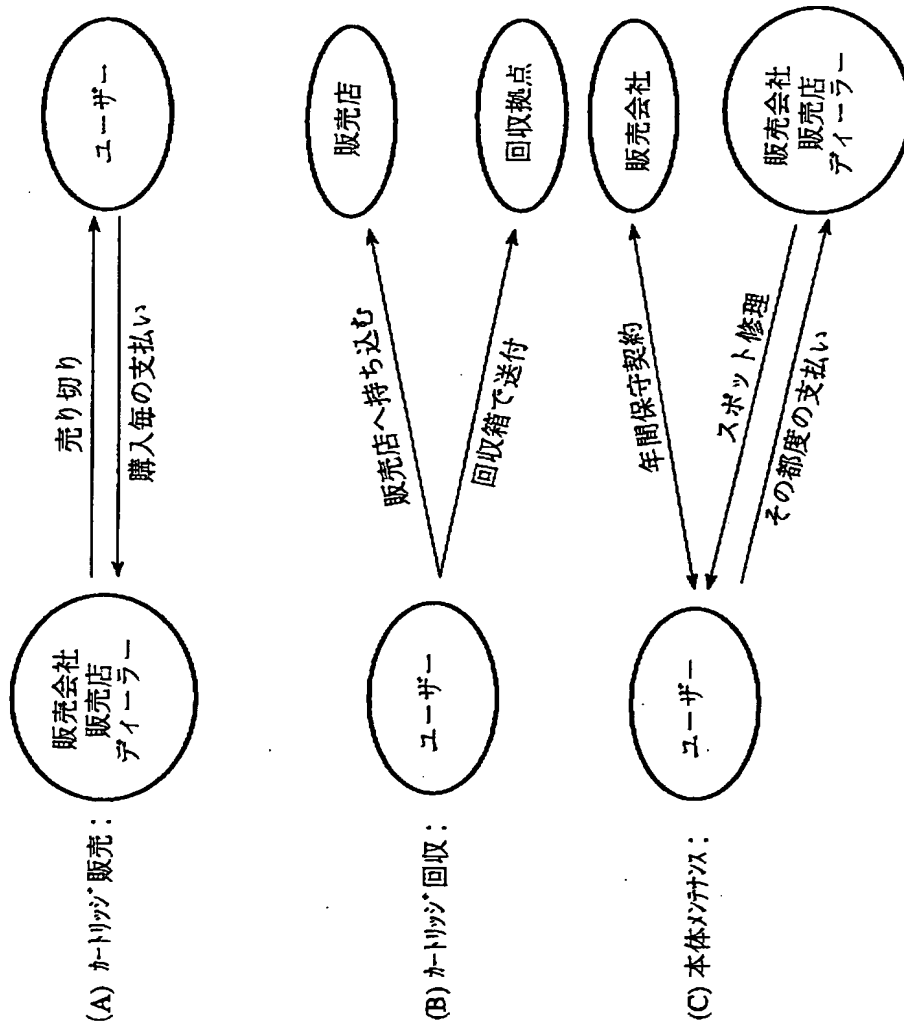 (A) カートリッジ販売：
販売会社
販売店
ディーラー
売り切り
購入毎の支払い
ユーザー
(B) カートリッジ回収：
ユーザー
販売店へ持ち込む
回収箱で送付
販売店
回収拠点
(C) 本体メンテナンス：
ユーザー
年間保守契約
スポット修理
その都度の支払い
販売会社
販売会社
販売店
ディーラー